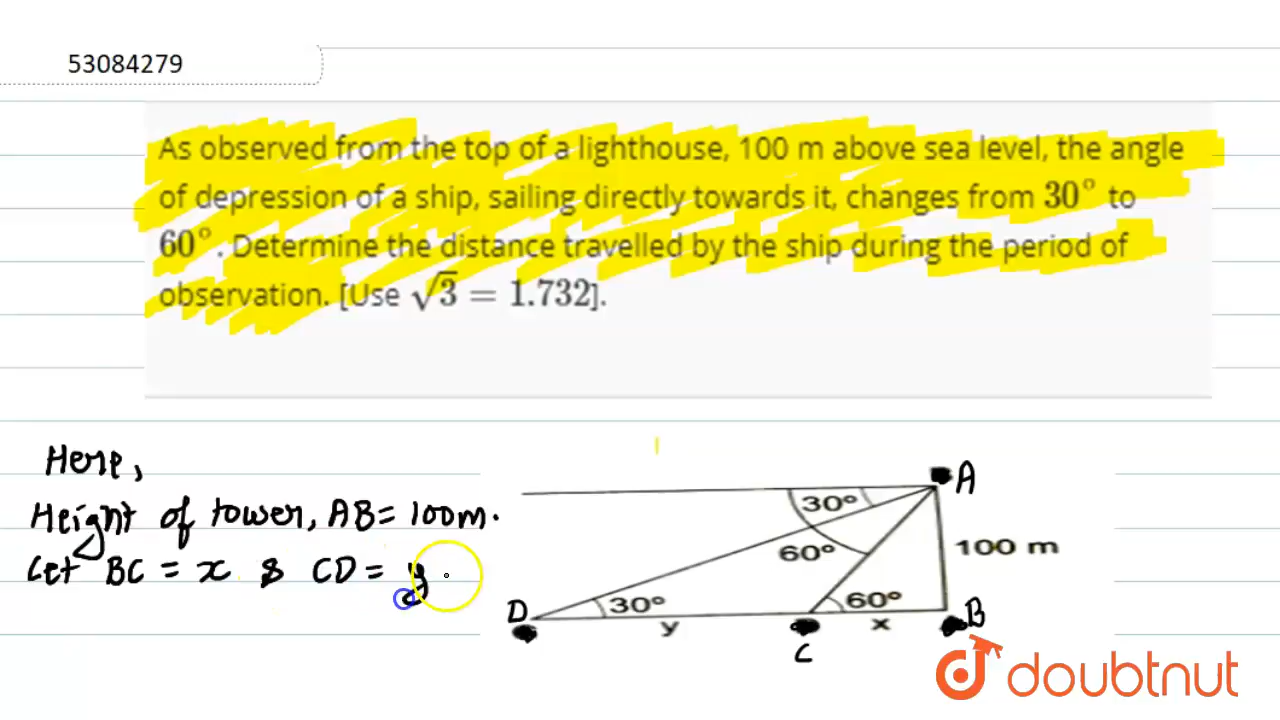 53084279
As observed from the top of a lighthouse, 100 m above sea level, the angle
of depression of a ship, sailing directly towards it, changes from 30° to
60° . Determine the distance travelled by the ship during the period of
observation. [Use √3 = 1.732].
Here,
Height of tower, AB = 100m.
Let BC = x & CD = y.
A
30°
60°
100 m
D
30°
60°
B
y
C
x
doubtnut